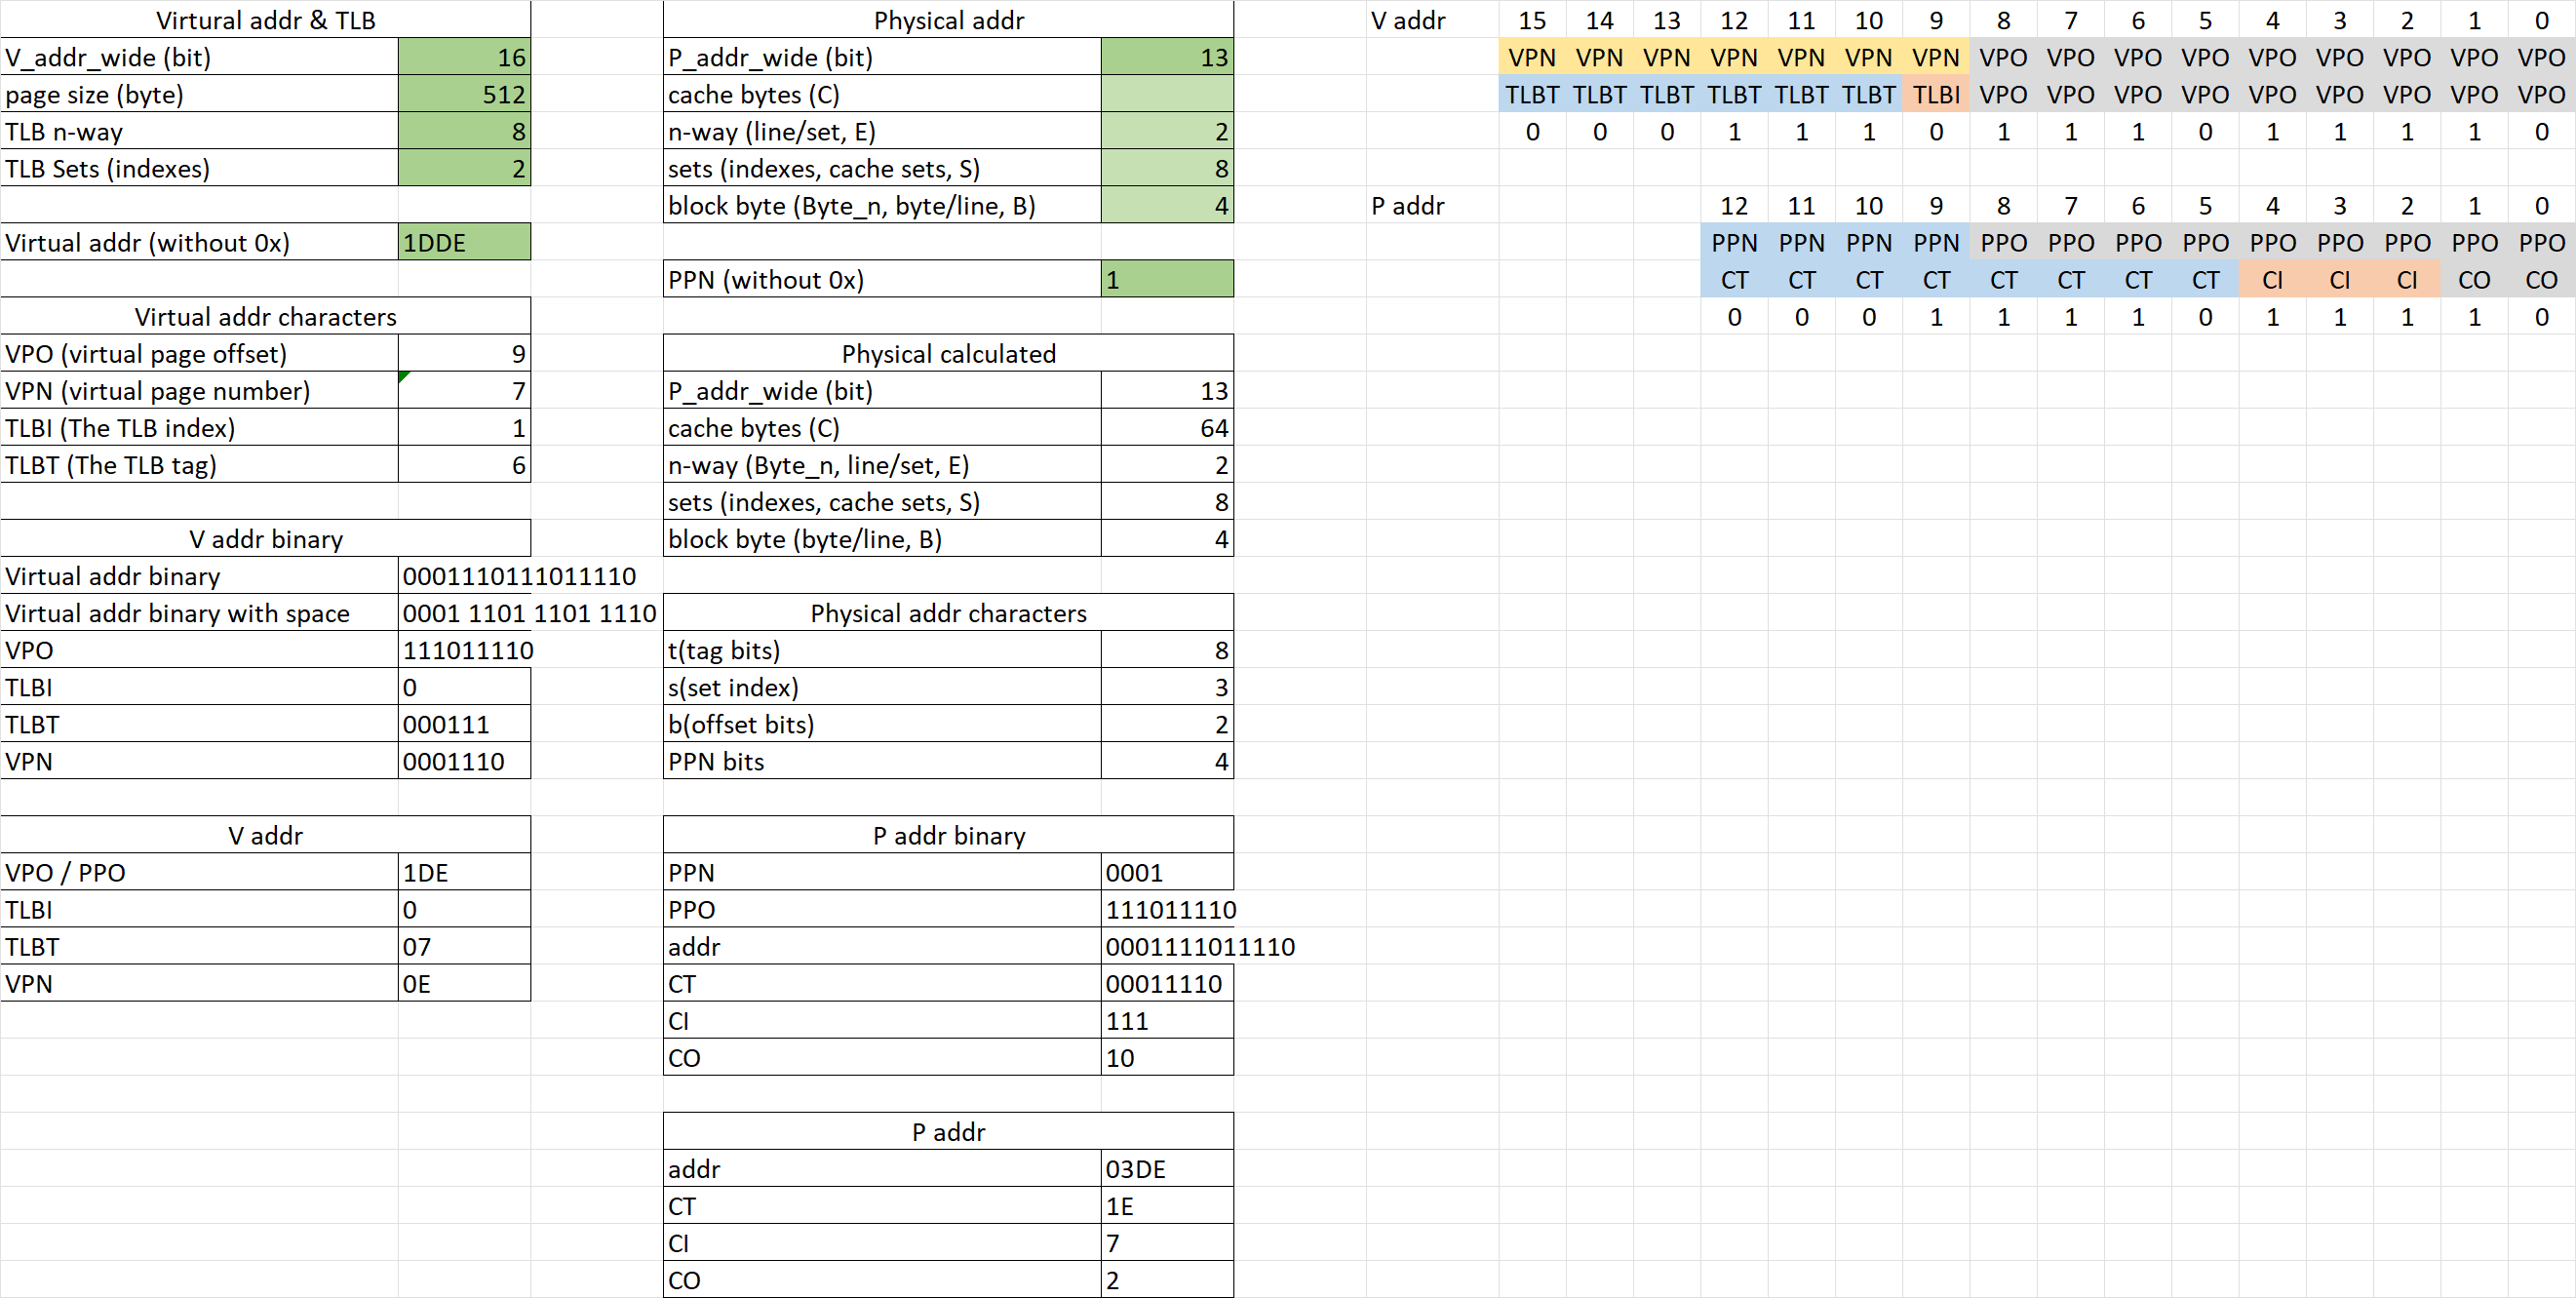 Virtural addr & TLB
V_addr_wide (bit) 16
page size (byte) 512
TLB n-way 8
TLB Sets (indexes) 2
Virtual addr (without 0x) 1DDE
Virtual addr characters
VPO (virtual page offset) 9
VPN (virtual page number) 7
TLBI (The TLB index) 1
TLBT (The TLB tag) 6
V addr binary
Virtual addr binary 0001110111011110
Virtual addr binary with space 0001 1101 1101 1110
VPO 111011110
TLBI 0
TLBT 000111
VPN 0001110
V addr
VPO / PPO 1DE
TLBI 0
TLBT 07
VPN 0E
Physical addr
P_addr_wide (bit) 13
cache bytes (C)
n-way (line/set, E) 2
sets (indexes, cache sets, S) 8
block byte (Byte_n, byte/line, B) 4
PPN (without 0x) 1
Physical calculated
P_addr_wide (bit) 13
cache bytes (C) 64
n-way (Byte_n, line/set, E) 2
sets (indexes, cache sets, S) 8
block byte (byte/line, B) 4
Physical addr characters
t(tag bits) 8
s(set index) 3
b(offset bits) 2
PPN bits 4
P addr binary
PPN 0001
PPO 111011110
addr 0001111011110
CT 00011110
CI 111
CO 10
P addr
addr 03DE
CT 1E
CI 7
CO 2
V addr 15 14 13 12 11 10 9 8 7 6 5 4 3 2 1 0
VPN VPN VPN VPN VPN VPN VPN VPO VPO VPO VPO VPO VPO VPO VPO VPO
TLBT TLBT TLBT TLBT TLBT TLBT TLBI VPO VPO VPO VPO VPO VPO VPO VPO VPO
0 0 0 1 1 1 0 1 1 1 0 1 1 1 1 0
P addr 12 11 10 9 8 7 6 5 4 3 2 1 0
PPN PPN PPN PPN PPO PPO PPO PPO PPO PPO PPO PPO PPO
CT CT CT CT CT CT CT CT CI CI CI CO CO
0 0 0 1 1 1 1 0 1 1 1 1 0